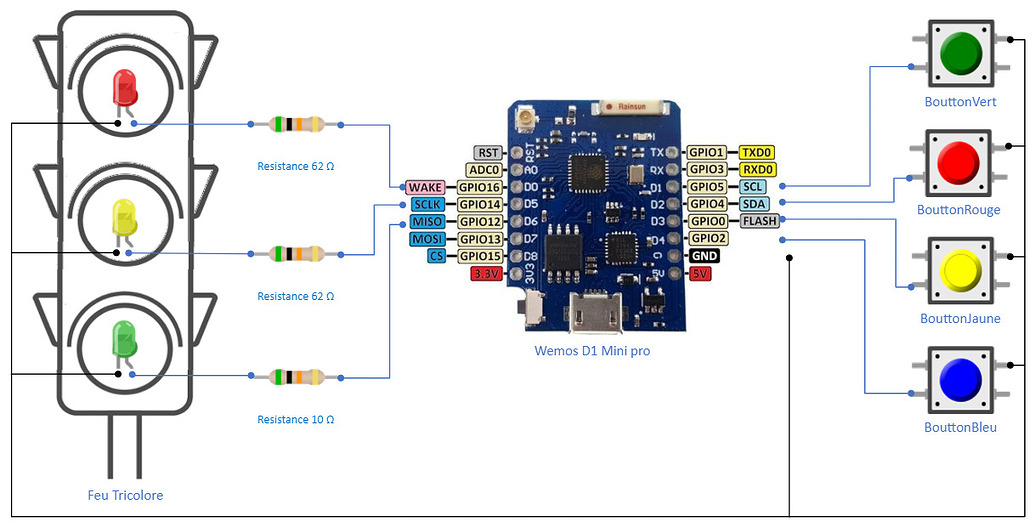 BouttonVert
Resistance 62 Ω
Rainsun
RST
ADC0
WAKE GPIO16
SCLK GPIO14
MISO GPIO12
MOSI GPIO13
CS GPIO15
3.3V
RST
A0
D0
D5
D6
D7
D8
3V3
TX
RX
D1
D2
D3
D4
G
5V
GPIO1 TXD0
GPIO3 RXD0
GPIO5 SCL
GPIO4 SDA
GPIO0 FLASH
GPIO2
GND
5V
BouttonRouge
Resistance 62 Ω
BouttonJaune
Wemos D1 Mini pro
Resistance 10 Ω
BouttonBleu
Feu Tricolore